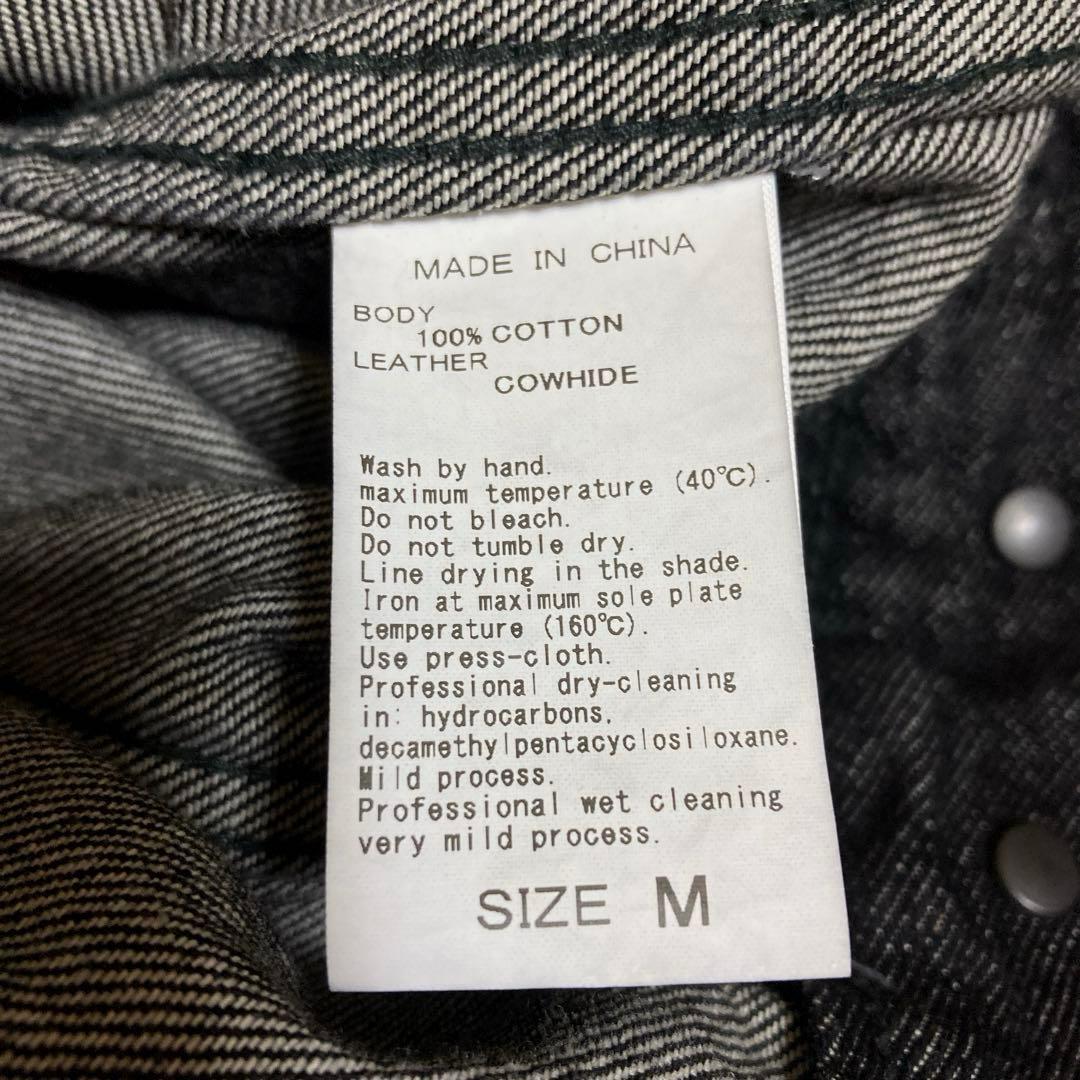 MADE IN CHINA
BODY
100% COTTON
LEATHER
COWHIDE
Wash by hand.
maximum temperature (40℃).
Do not bleach.
Do not tumble dry.
Line drying in the shade.
Iron at maximum sole plate
temperature (160℃).
Use press-cloth.
Professional dry-cleaning
in: hydrocarbons,
decamethylpentacyclosiloxane.
Mild process.
Professional wet cleaning
very mild process.
SIZE M